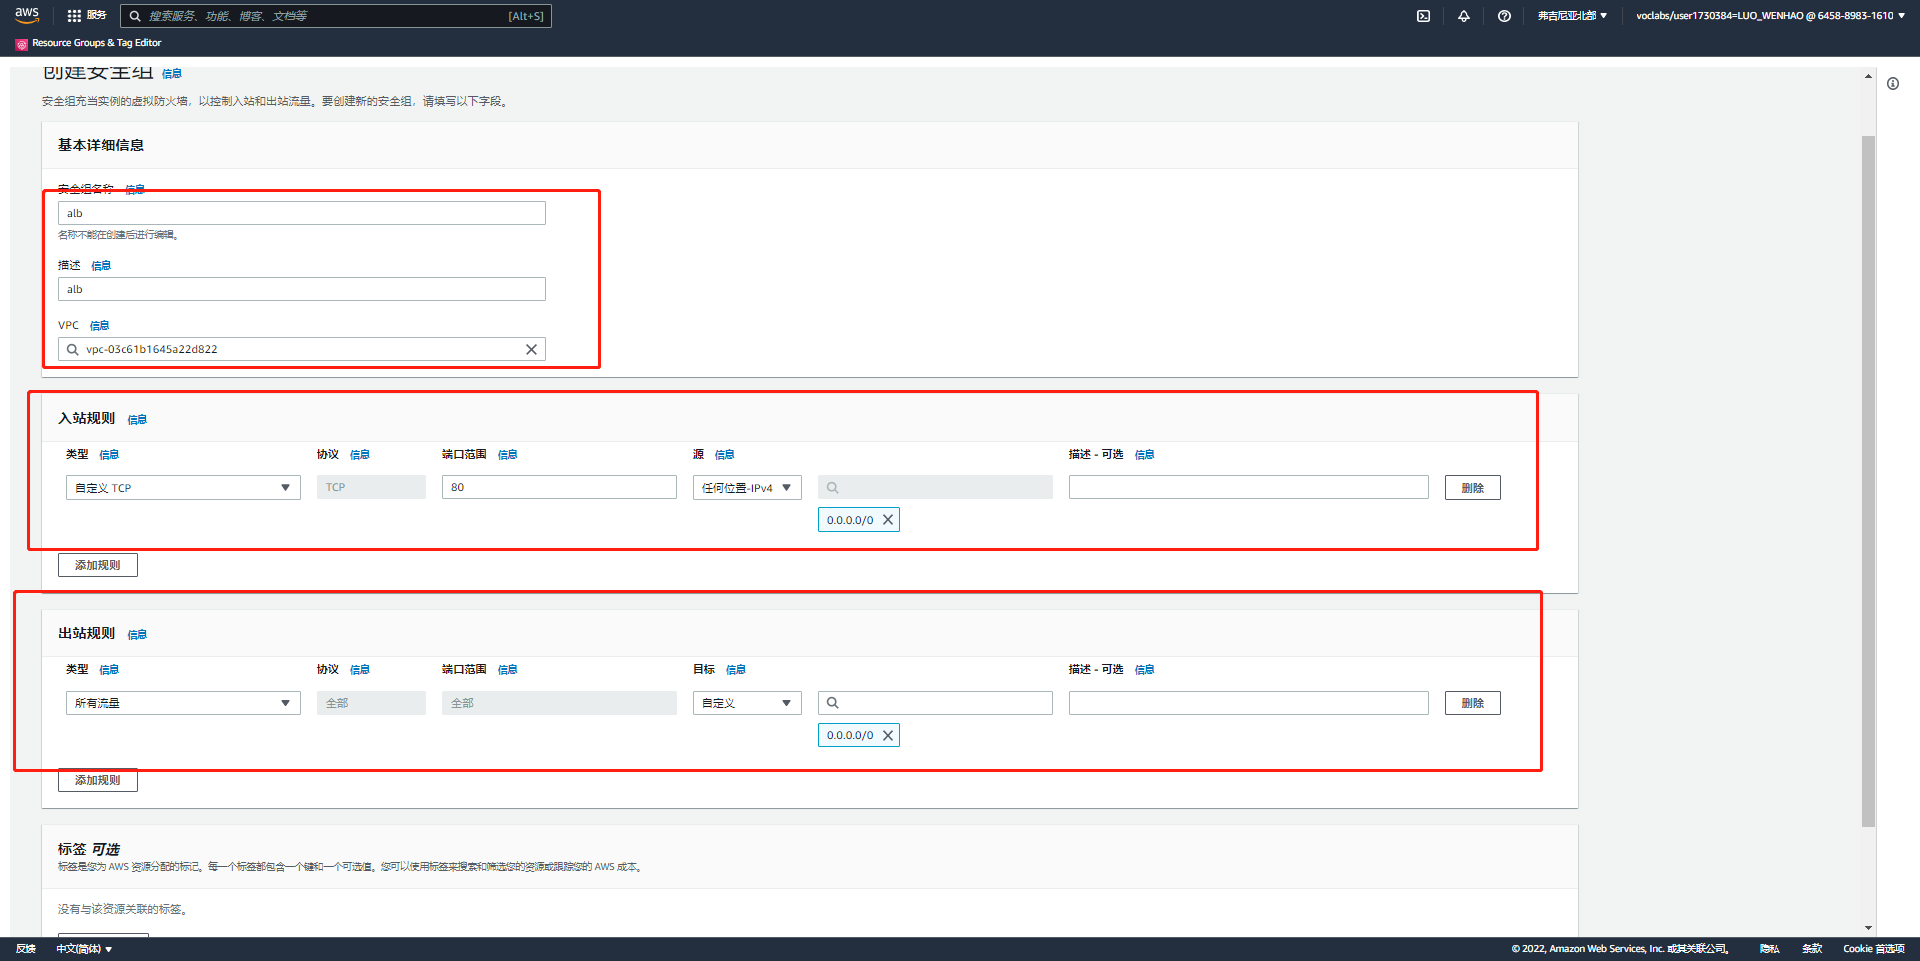 aws
服务
搜索服务、功能、博客、文档等
[Alt+S]
弗吉尼亚北部
voclabs/user1730384=LUO_WENHAO @ 6458-8983-1610
Resource Groups & Tag Editor
创建安全组 信息
安全组充当实例的虚拟防火墙，以控制入站和出站流量。要创建新的安全组，请填写以下字段。
基本详细信息
安全组名称 信息
alb
名称不能在创建后进行编辑。
描述 信息
alb
VPC 信息
vpc-03c61b1645a22d822
入站规则 信息
类型 信息 协议 信息 端口范围 信息 源 信息 描述 - 可选 信息
自定义 TCP TCP 80 任何位置-IPv4 删除
0.0.0.0/0
添加规则
出站规则 信息
类型 信息 协议 信息 端口范围 信息 目标 信息 描述 - 可选 信息
所有流量 全部 全部 自定义 删除
0.0.0.0/0
添加规则
标签 可选
标签是您为 AWS 资源分配的标记。每一个标签都包含一个键和一个可选值。您可以使用标签来搜索和筛选您的资源或跟踪您的 AWS 成本。
没有与该资源关联的标签。
反馈 中文(简体) © 2022, Amazon Web Services, Inc. 或其关联公司。 隐私 条款 Cookie 首选项